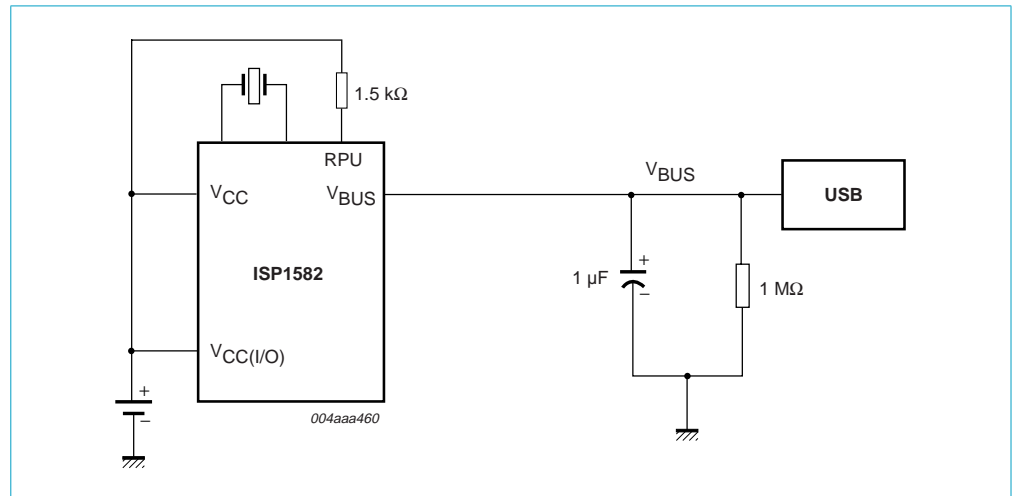 1.5 kΩ
RPU
VCC
VBUS
VBUS
USB
ISP1582
+
1 µF
–
1 MΩ
VCC(I/O)
+
–
004aaa460